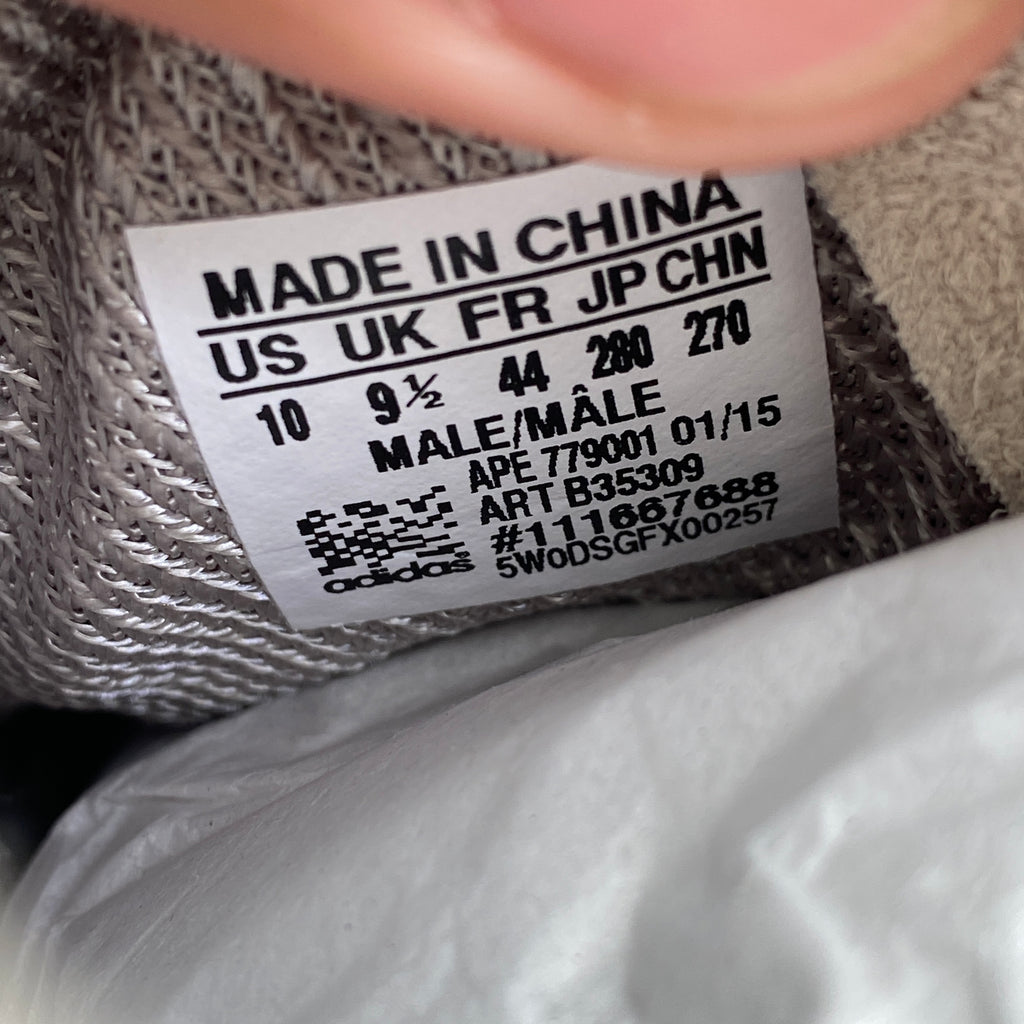 MADE IN CHINA
US UK FR JP CHN
10 9½ 44 280 270
MALE/MÂLE
APE 779001 01/15
ART B35309
#111667688
5W0DSGFX00257
adidas®